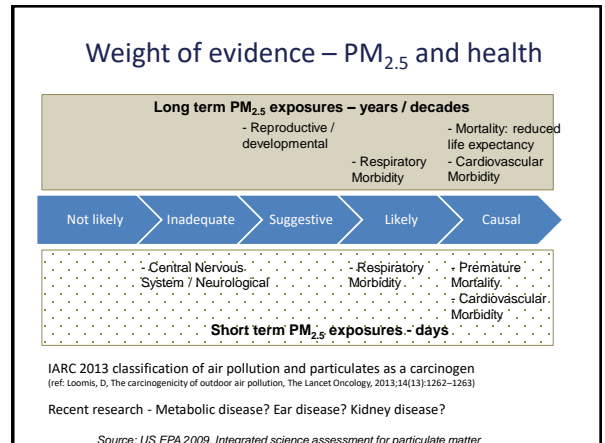 Weight of evidence – PM2.5 and health
Long term PM2.5 exposures – years / decades
- Reproductive /
developmental
- Respiratory
Morbidity
- Mortality: reduced
life expectancy
- Cardiovascular
Morbidity
Not likely
Inadequate
Suggestive
Likely
Causal
- Central Nervous
System / Neurological
- Respiratory
Morbidity
- Premature
Mortality.
- Cardiovascular
Morbidity
Short term PM2.5 exposures - days
IARC 2013 classification of air pollution and particulates as a carcinogen
(ref: Loomis, D, The carcinogenicity of outdoor air pollution, The Lancet Oncology, 2013;14(13):1262–1263)
Recent research - Metabolic disease? Ear disease? Kidney disease?
Source: US EPA 2009. Integrated science assessment for particulate matter